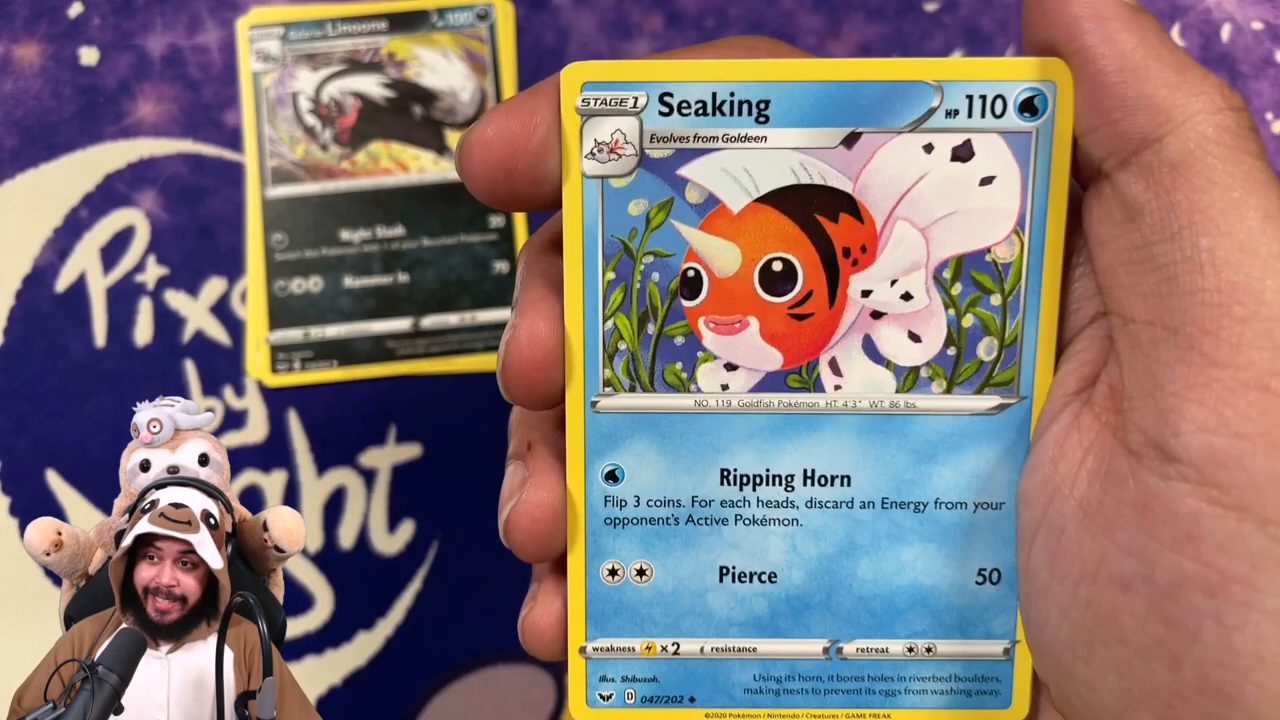 Linoone
100
Night Slash
Hammer In
70
Pix
by
ght
STAGE 1
Seaking
HP 110
Evolves from Goldeen
NO. 119 Goldfish Pokémon HT: 4'3" WT: 86 lbs.
Ripping Horn
Flip 3 coins. For each heads, discard an Energy from your
opponent's Active Pokémon.
Pierce 50
weakness ×2 resistance retreat
Illus. Shibuzoh.
Using its horn, it bores holes in riverbed boulders,
making nests to prevent its eggs from washing away.
D 047/202
©2020 Pokémon / Nintendo / Creatures / GAME FREAK